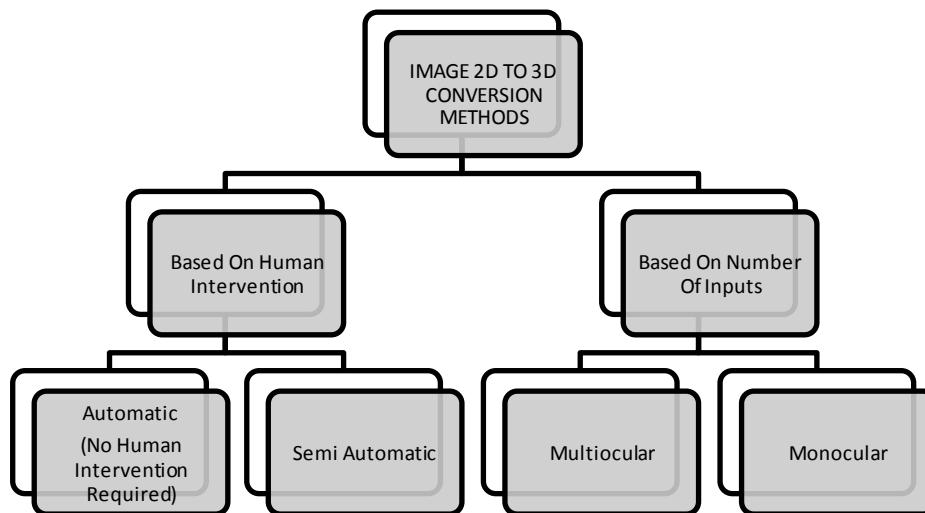 IMAGE 2D TO 3D
CONVERSION
METHODS
Based On Human
Intervention
Based On Number
Of Inputs
Automatic
(No Human
Intervention
Required)
Semi Automatic
Multiocular
Monocular